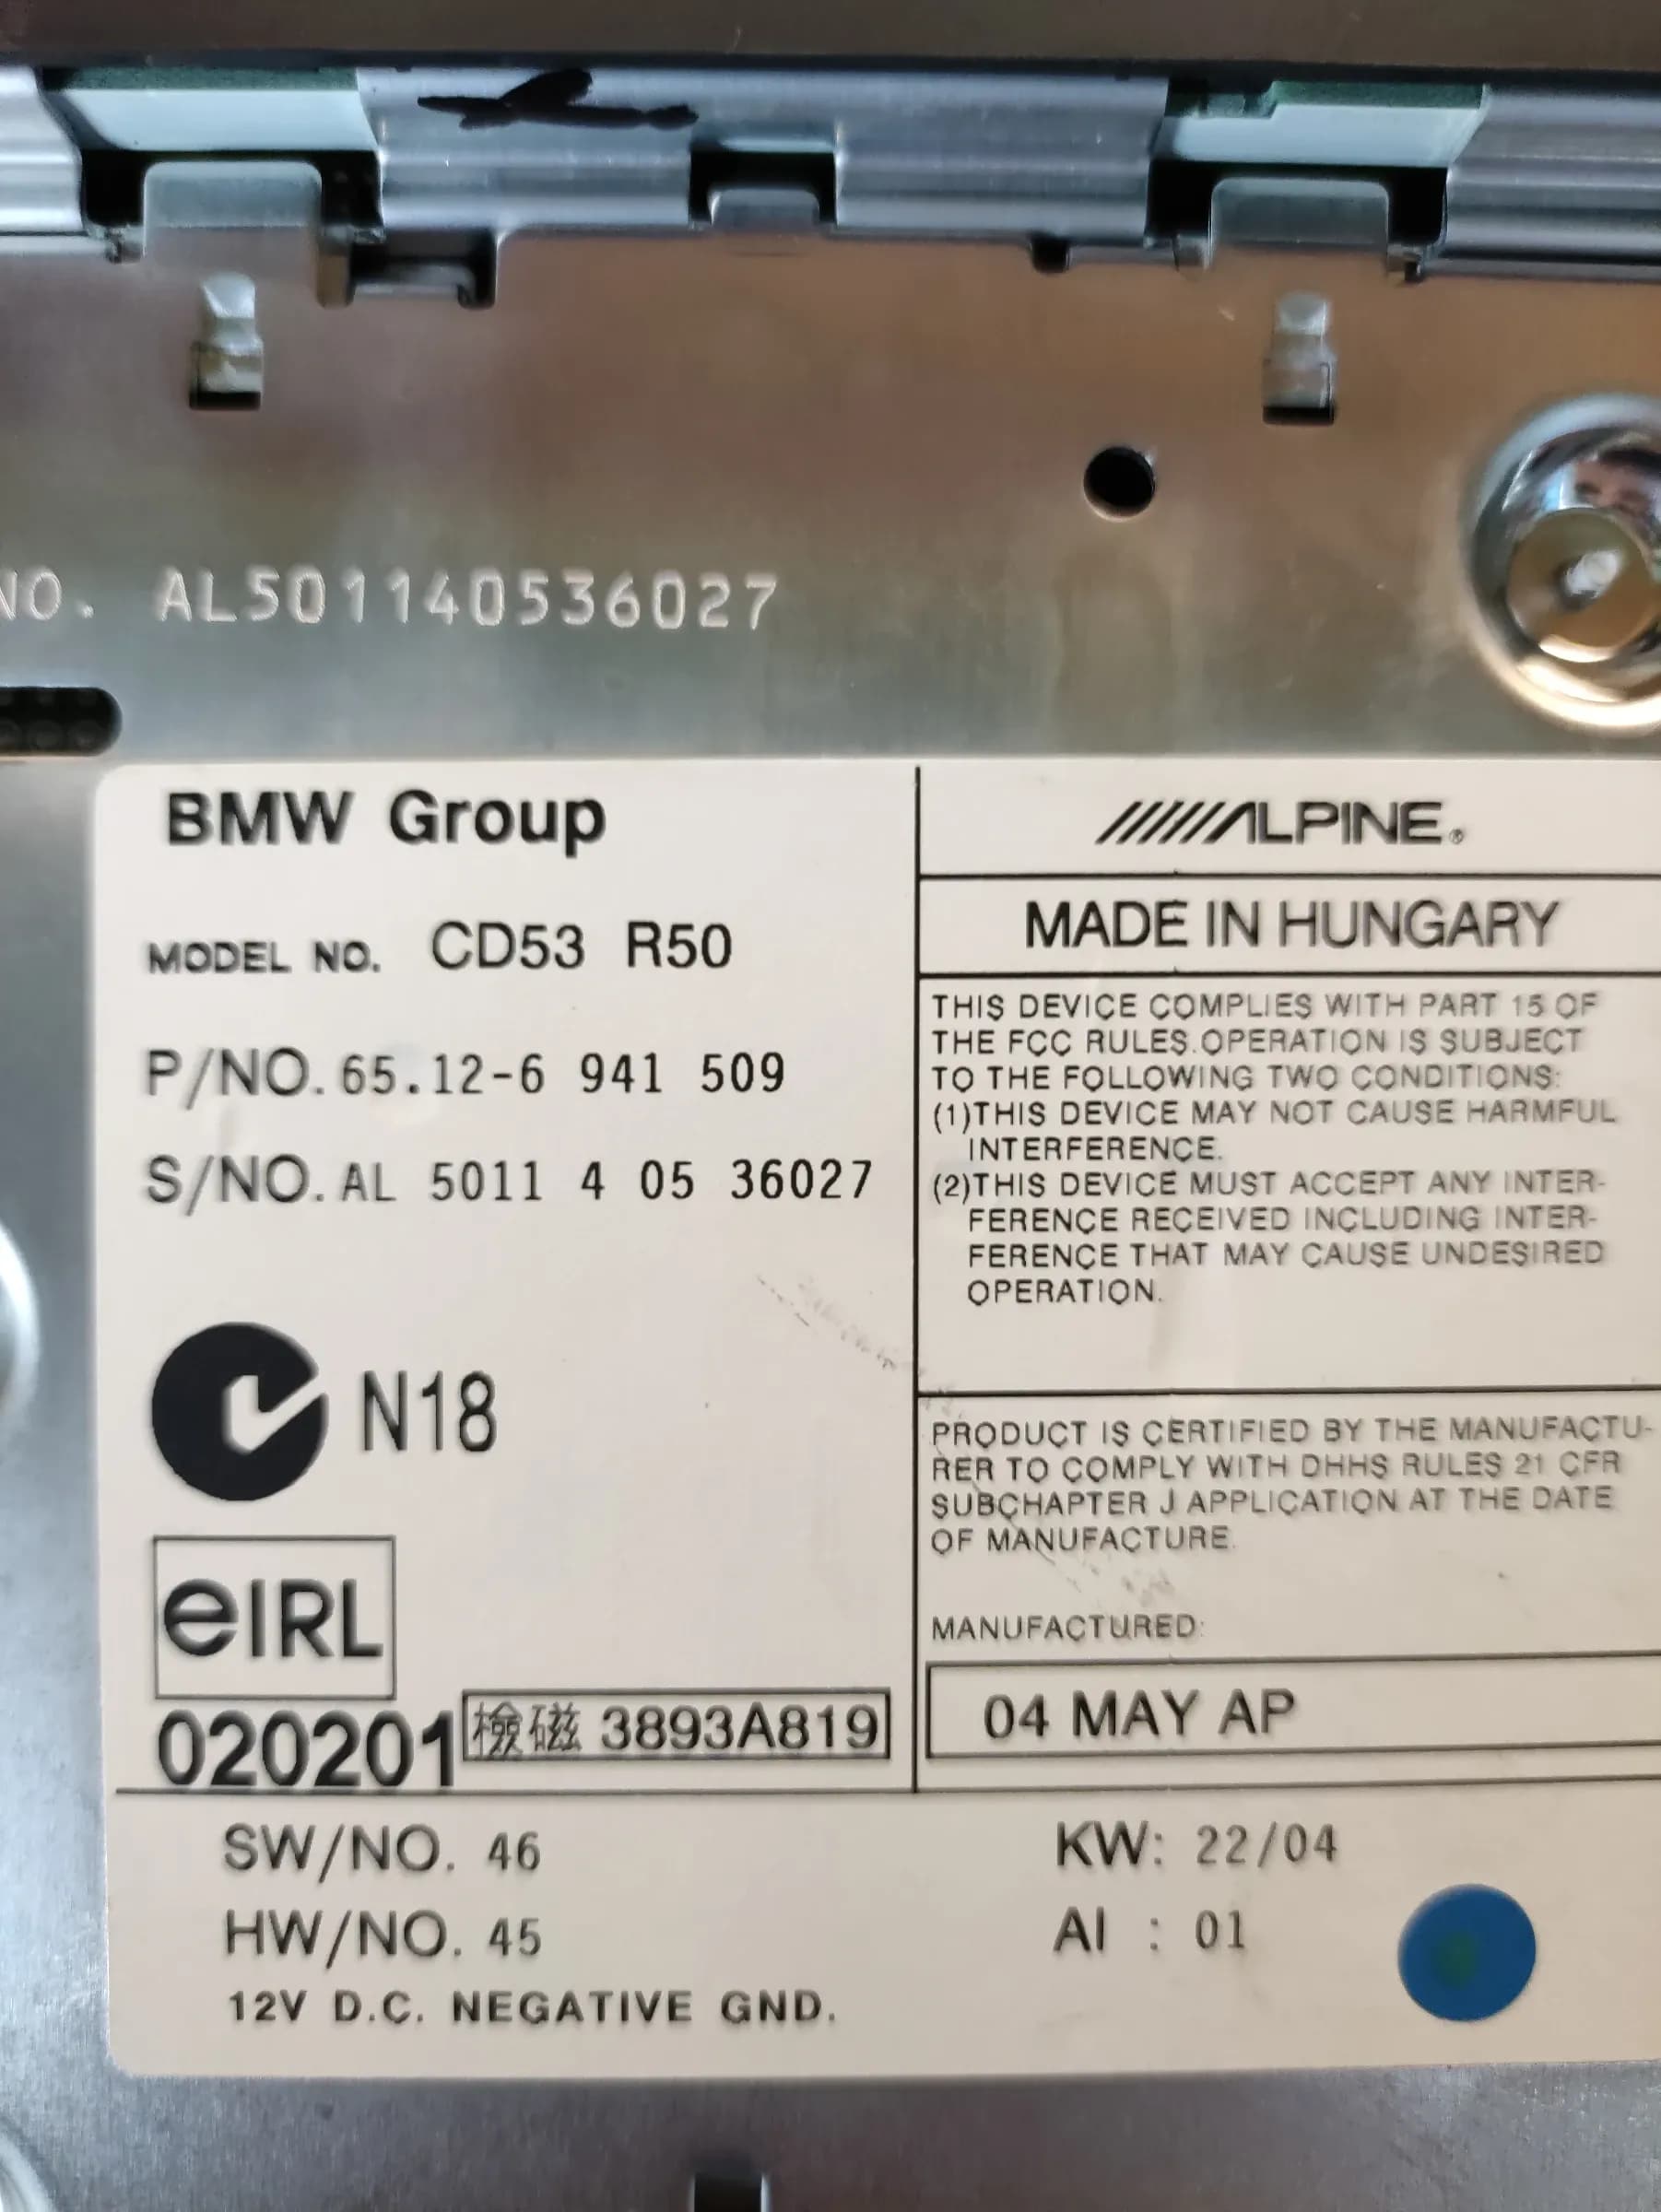 NO. AL501140536027
BMW Group
MODEL NO. CD53 R50
P/NO. 65.12-6 941 509
S/NO. AL 5011 4 05 36027
N18
eIRL
020201
檢磁 3893A819
ALPINE®
MADE IN HUNGARY
THIS DEVICE COMPLIES WITH PART 15 OF
THE FCC RULES.OPERATION IS SUBJECT
TO THE FOLLOWING TWO CONDITIONS:
(1)THIS DEVICE MAY NOT CAUSE HARMFUL
INTERFERENCE.
(2)THIS DEVICE MUST ACCEPT ANY INTER-
FERENCE RECEIVED INCLUDING INTER-
FERENCE THAT MAY CAUSE UNDESIRED
OPERATION.
PRODUCT IS CERTIFIED BY THE MANUFACTU-
RER TO COMPLY WITH DHHS RULES 21 CFR
SUBCHAPTER J APPLICATION AT THE DATE
OF MANUFACTURE.
MANUFACTURED:
04 MAY AP
SW/NO. 46
HW/NO. 45
12V D.C. NEGATIVE GND.
KW: 22/04
AI : 01